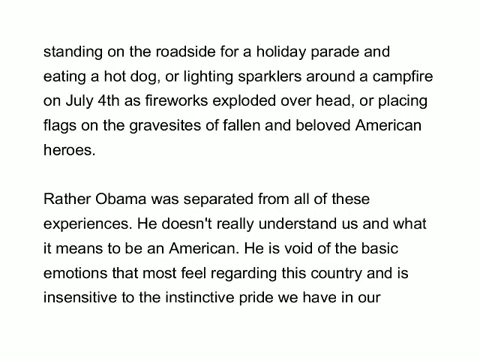 standing on the roadside for a holiday parade and
eating a hot dog, or lighting sparklers around a campfire
on July 4th as fireworks exploded over head, or placing
flags on the gravesites of fallen and beloved American
heroes.
Rather Obama was separated from all of these
experiences. He doesn't really understand us and what
it means to be an American. He is void of the basic
emotions that most feel regarding this country and is
insensitive to the instinctive pride we have in our